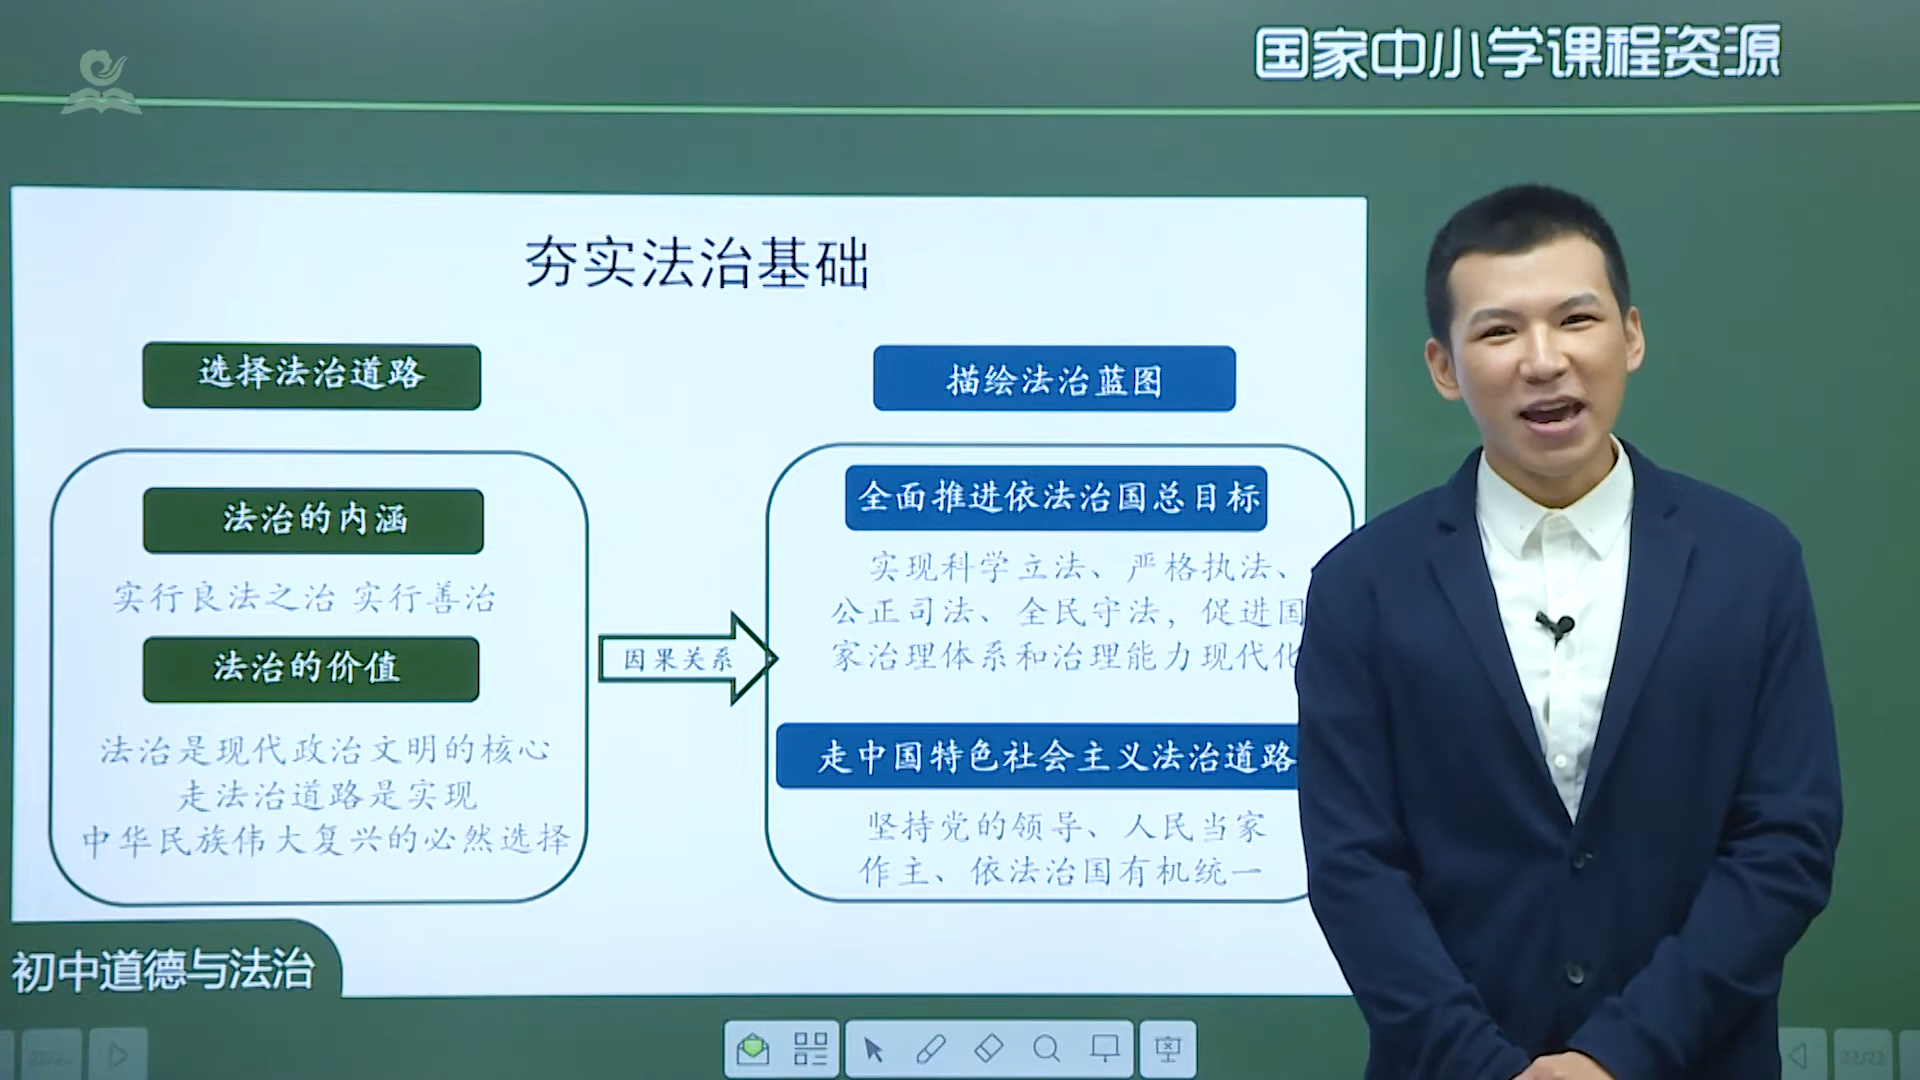 国家中小学课程资源
夯实法治基础
选择法治道路
法治的内涵
实行良法之治 实行善治
法治的价值
法治是现代政治文明的核心
走法治道路是实现
中华民族伟大复兴的必然选择
因果关系
描绘法治蓝图
全面推进依法治国总目标
实现科学立法、严格执法、
公正司法、全民守法，促进国
家治理体系和治理能力现代化
走中国特色社会主义法治道路
坚持党的领导、人民当家
作主、依法治国有机统一
初中道德与法治